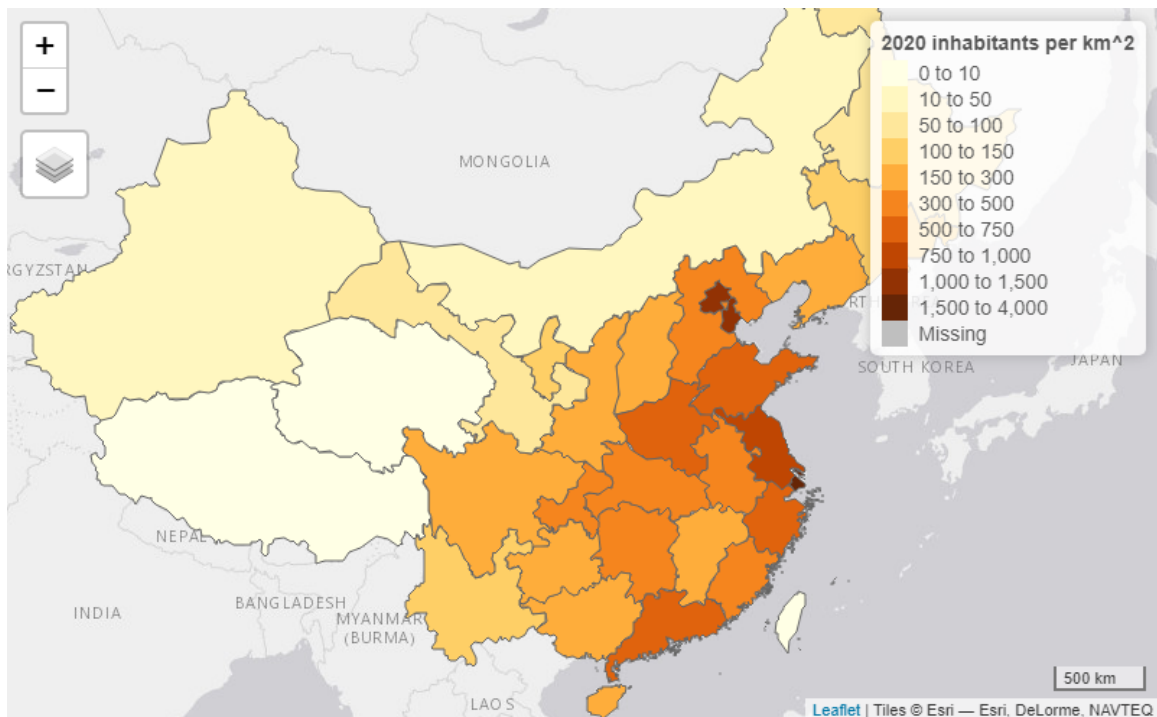 +
2020 inhabitants per km^2
−
0 to 10
10 to 50
50 to 100
100 to 150
150 to 300
300 to 500
500 to 750
750 to 1,000
1,000 to 1,500
1,500 to 4,000
Missing
MONGOLIA
RGYZSTAN
K
RTH
SOUTH KOREA
JAPAN
NEPAL
INDIA
BANGLADESH
MYANMAR
(BURMA)
LAOS
500 km
Leaflet | Tiles © Esri — Esri, DeLorme, NAVTEQ